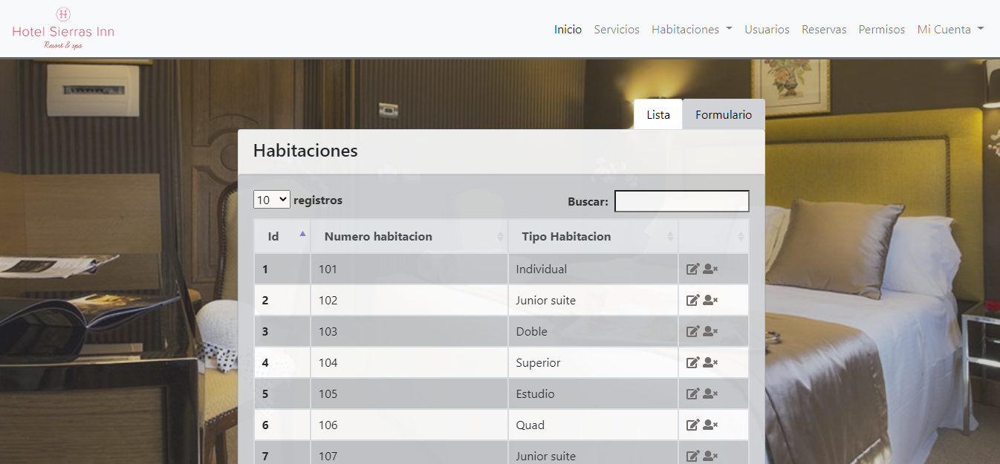 Hotel Sierras Inn
Resort & spa
Inicio Servicios Habitaciones Usuarios Reservas Permisos Mi Cuenta
Lista Formulario
Habitaciones
10 registros Buscar:
Id Numero habitacion Tipo Habitacion
1 101 Individual
2 102 Junior suite
3 103 Doble
4 104 Superior
5 105 Estudio
6 106 Quad
7 107 Junior suite